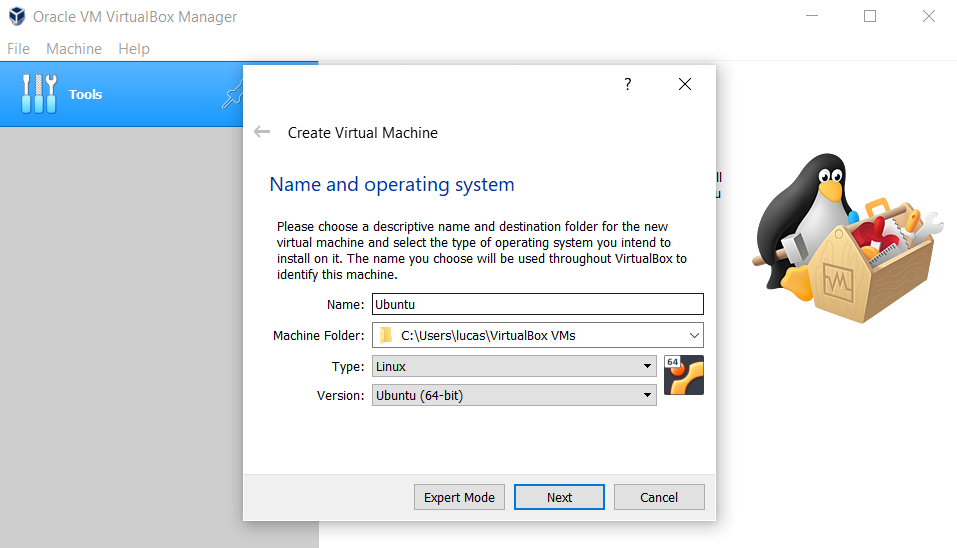 Oracle VM VirtualBox Manager
File Machine Help
Tools
?
Create Virtual Machine
Name and operating system
Please choose a descriptive name and destination folder for the new
virtual machine and select the type of operating system you intend to
install on it. The name you choose will be used throughout VirtualBox to
identify this machine.
Name: Ubuntu
Machine Folder: C:\Users\lucas\VirtualBox VMs
Type: Linux
64
Version: Ubuntu (64-bit)
Expert Mode Next Cancel